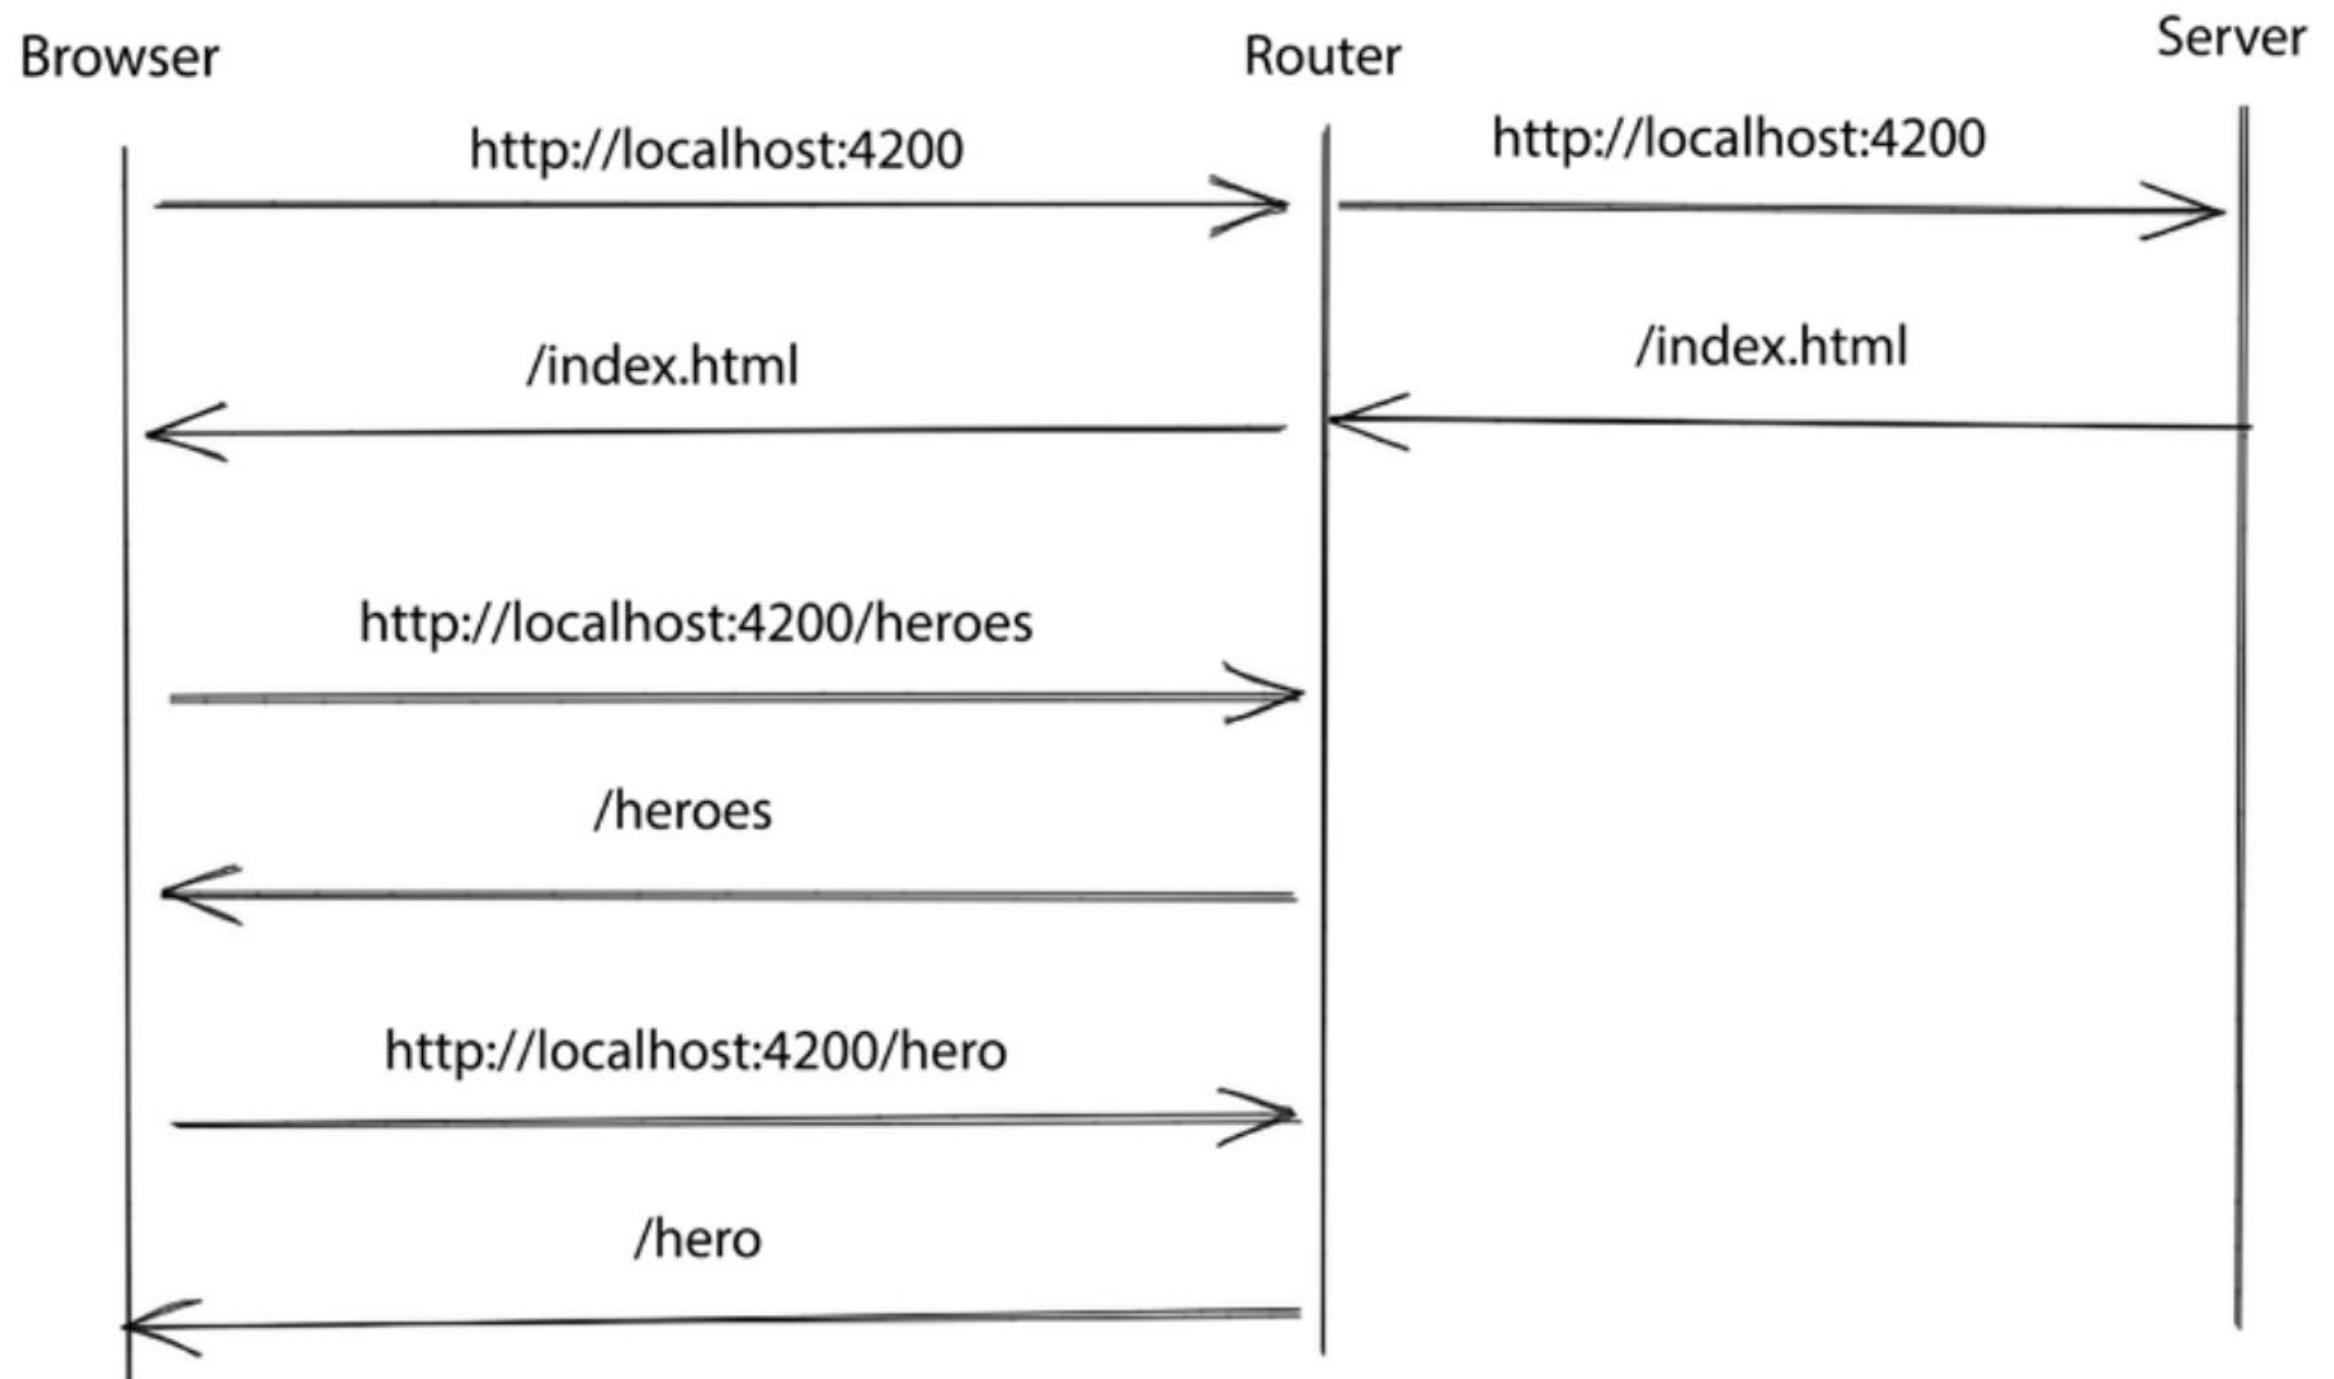 Browser
Router
Server
http://localhost:4200
http://localhost:4200
/index.html
/index.html
http://localhost:4200/heroes
/heroes
http://localhost:4200/hero
/hero